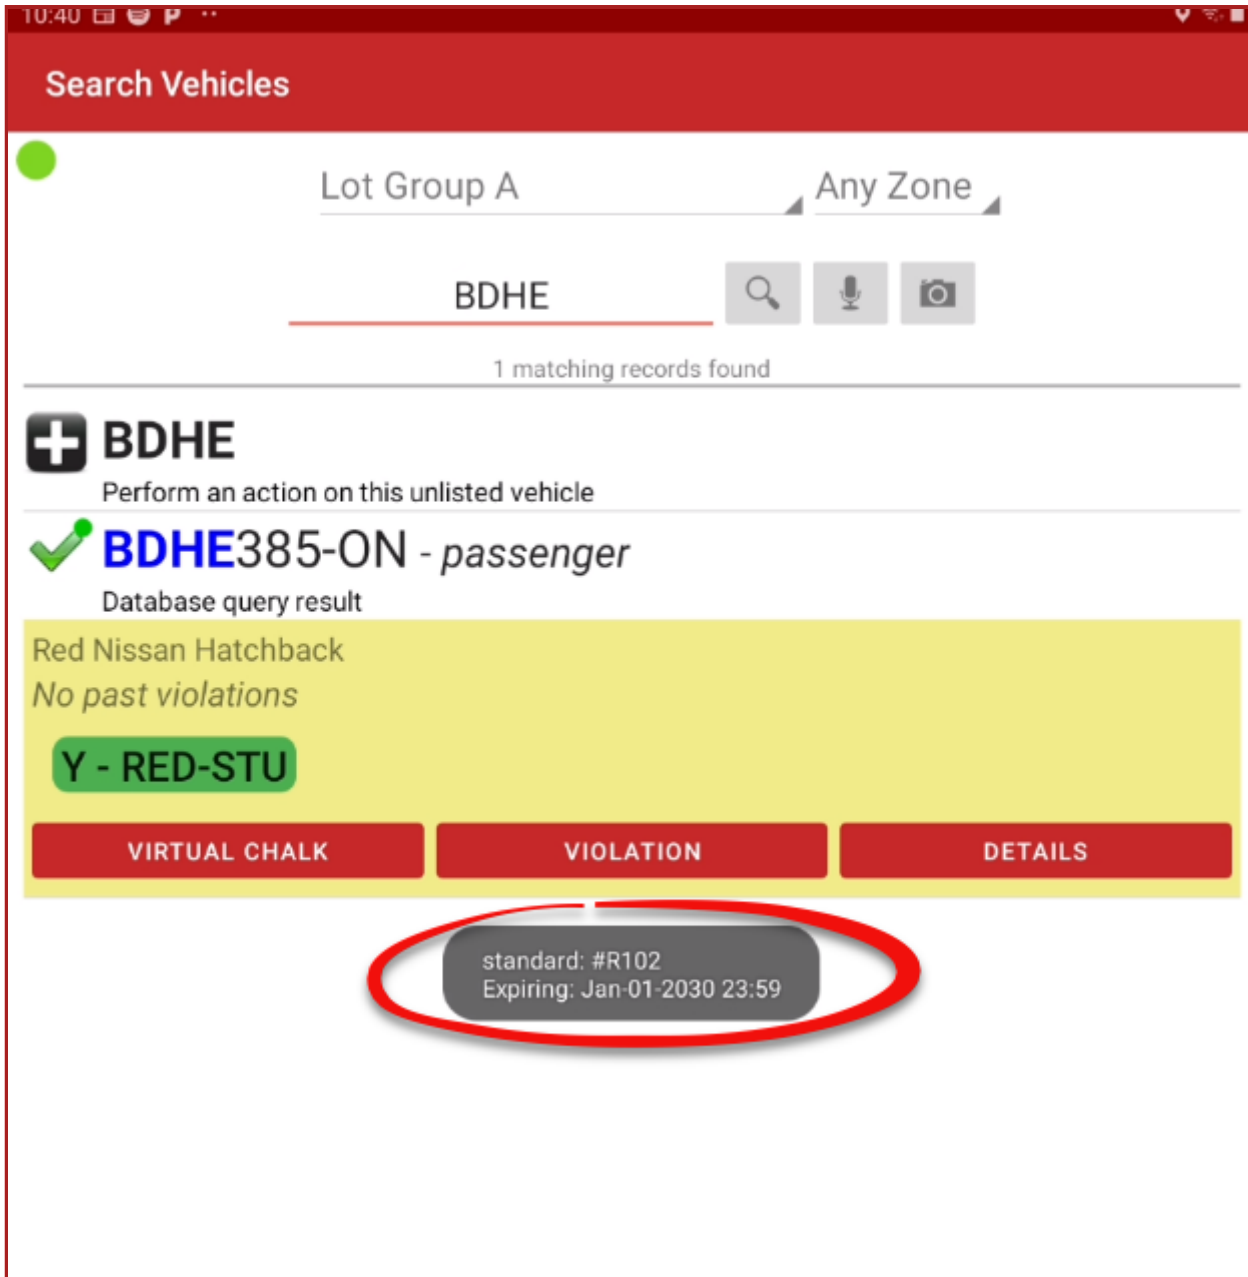 10:40
Search Vehicles
Lot Group A Any Zone
BDHE
1 matching records found
BDHE
Perform an action on this unlisted vehicle
BDHE385-ON - passenger
Database query result
Red Nissan Hatchback
No past violations
Y - RED-STU
VIRTUAL CHALK VIOLATION DETAILS
standard: #R102
Expiring: Jan-01-2030 23:59